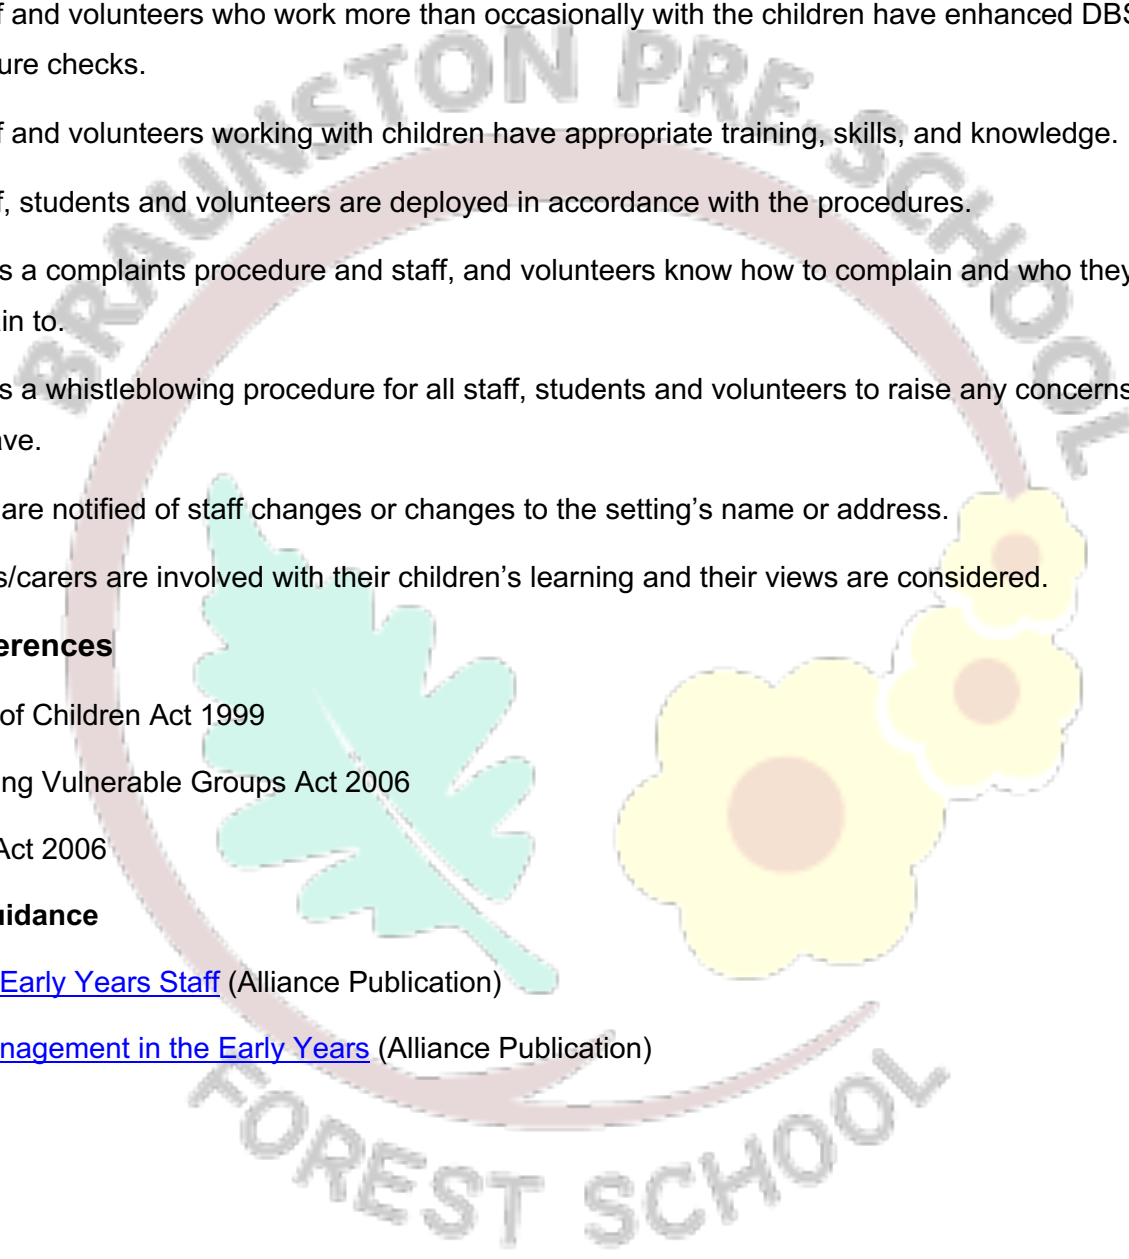 f and volunteers who work more than occasionally with the children have enhanced DBS
ure checks.
f and volunteers working with children have appropriate training, skills, and knowledge.
f, students and volunteers are deployed in accordance with the procedures.
s a complaints procedure and staff, and volunteers know how to complain and who they
in to.
s a whistleblowing procedure for all staff, students and volunteers to raise any concerns
ave.
are notified of staff changes or changes to the setting’s name or address.
s/carers are involved with their children’s learning and their views are considered.
erences
of Children Act 1999
ing Vulnerable Groups Act 2006
Act 2006
uidance
Early Years Staff (Alliance Publication)
nagement in the Early Years (Alliance Publication)
BRAUNSTON PRE-SCHOOL
FOREST SCHOOL